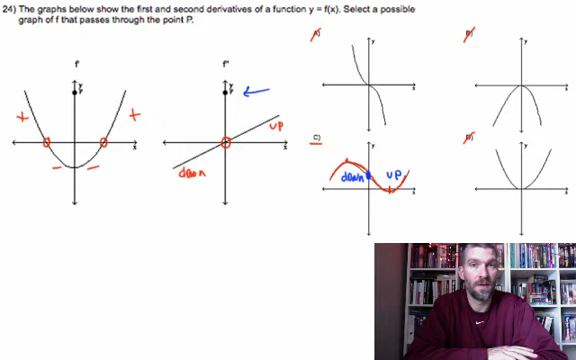 24) The graphs below show the first and second derivatives of a function y = f(x). Select a possible
graph of f that passes through the point P.
f'
f"
y
P
x
+
+
y
P
x
up
down
A)
y
x
B)
y
x
C)
y
x
down
up
D)
y
x